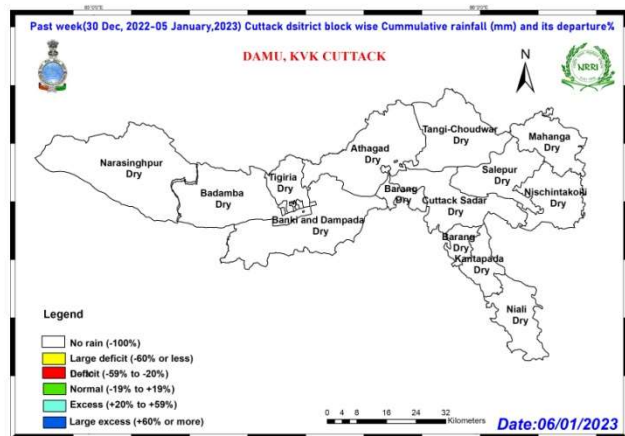 Past week(30 Dec, 2022-05 January,2023) Cuttack dsitrict block wise Cummulative rainfall (mm) and its departure%
DAMU, KVK CUTTACK
N
NRRI
Tangi-Choudwar
Dry
Mahanga
Dry
Athagad
Dry
Narasinghpur
Dry
Salepur
Dry
Tigiria
Dry
Badamba
Dry
Barang
Dry
Nischintakoili
Dry
Cuttack Sadar
Dry
Banki and Dampada
Dry
Barang
Dry
Kantapada
Dry
Niali
Dry
Legend
No rain (-100%)
Large deficit (-60% or less)
Deficit (-59% to -20%)
Normal (-19% to +19%)
Excess (+20% to +59%)
Large excess (+60% or more)
0 4 8 16 24 32
Kilometers
Date:06/01/2023